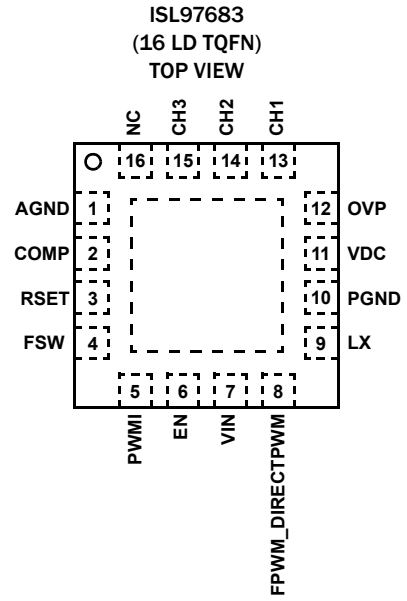 ISL97683
(16 LD TQFN)
TOP VIEW
NC
CH3
CH2
CH1
16
15
14
13
AGND 1
12 OVP
COMP 2
11 VDC
RSET 3
10 PGND
FSW 4
9 LX
5
6
7
8
PWMI
EN
VIN
FPWM_DIRECTPWM